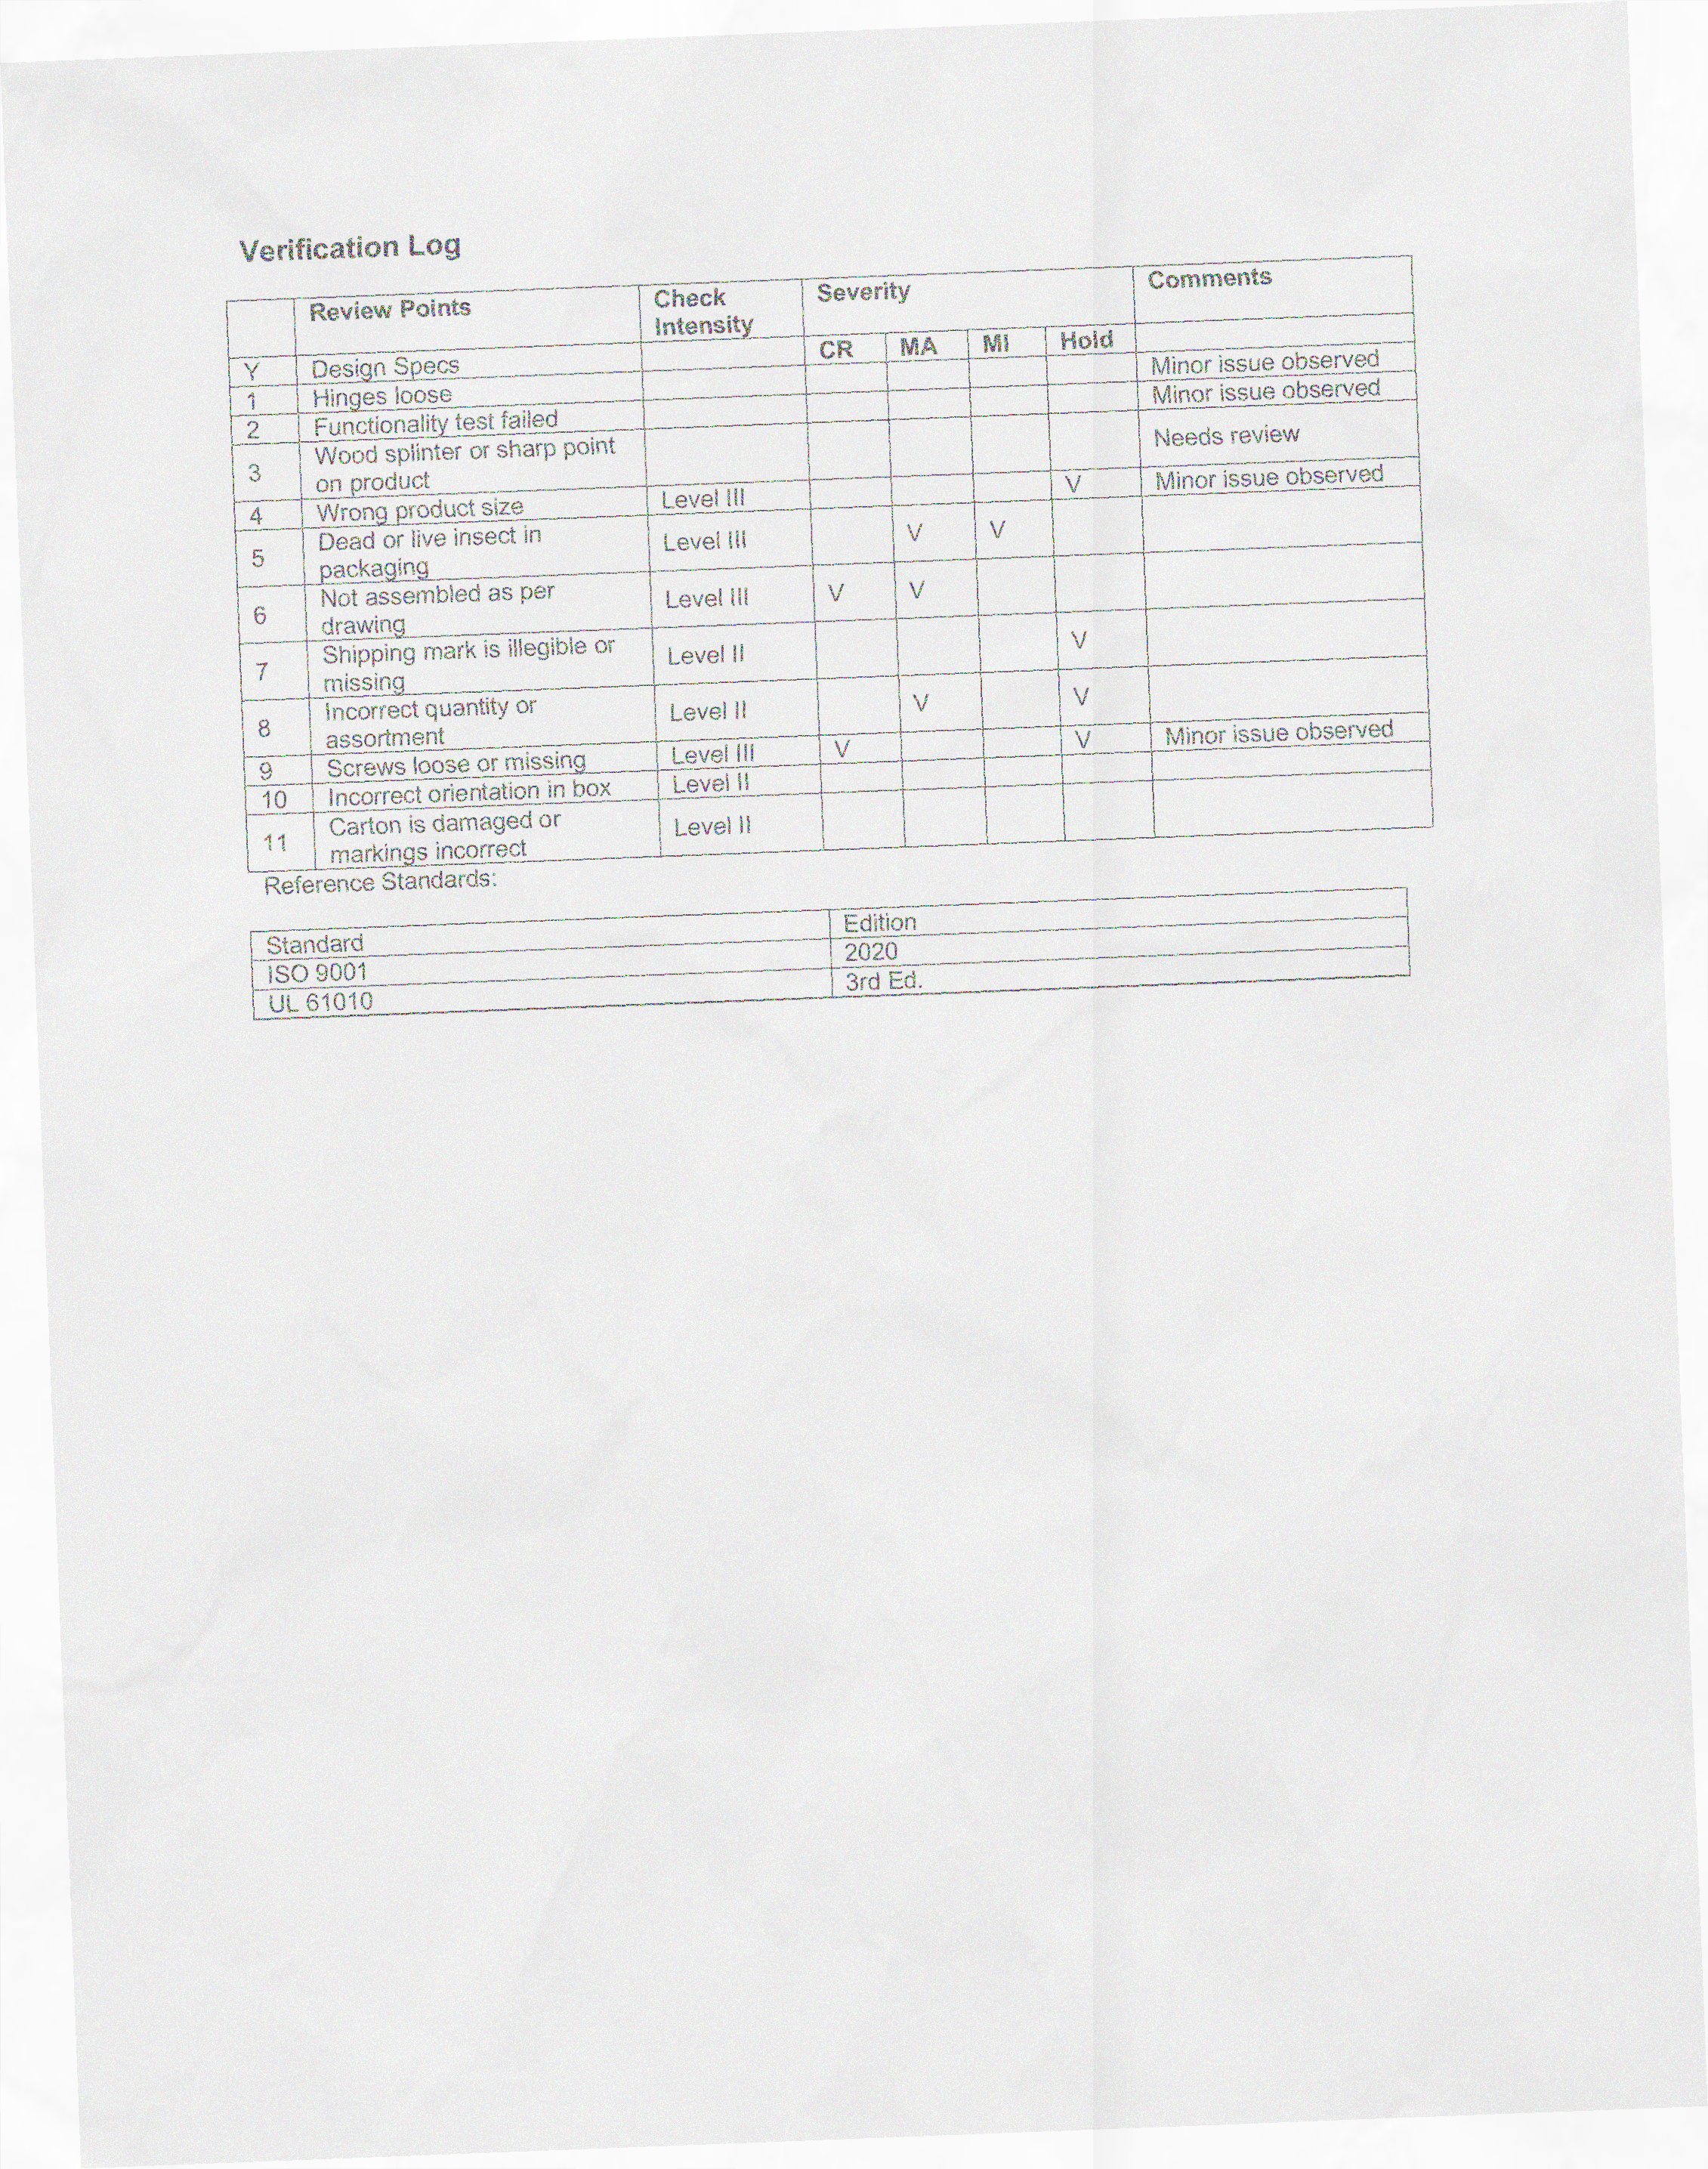 Verification Log
Review Points Check Intensity Severity Comments
Y Design Specs CR MA MI Hold
1 Hinges loose Minor issue observed
2 Functionality test failed Minor issue observed
3 Wood splinter or sharp point
on product Needs review
4 Wrong product size Level III V Minor issue observed
5 Dead or live insect in
packaging Level III V V
6 Not assembled as per
drawing Level III V V
7 Shipping mark is illegible or
missing Level II V
8 Incorrect quantity or
assortment Level II V V
9 Screws loose or missing Level III V V Minor issue observed
10 Incorrect orientation in box Level II
11 Carton is damaged or
markings incorrect Level II
Reference Standards:
Standard Edition
ISO 9001 2020
UL 61010 3rd Ed.